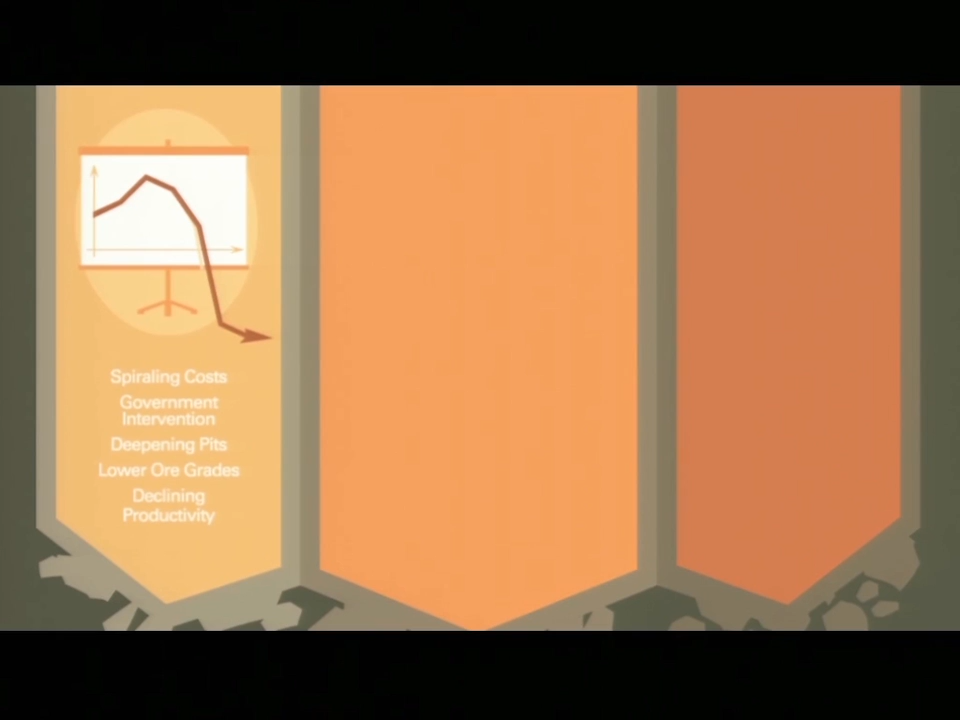 Spiraling Costs
Government
Intervention
Deepening Pits
Lower Ore Grades
Declining
Productivity